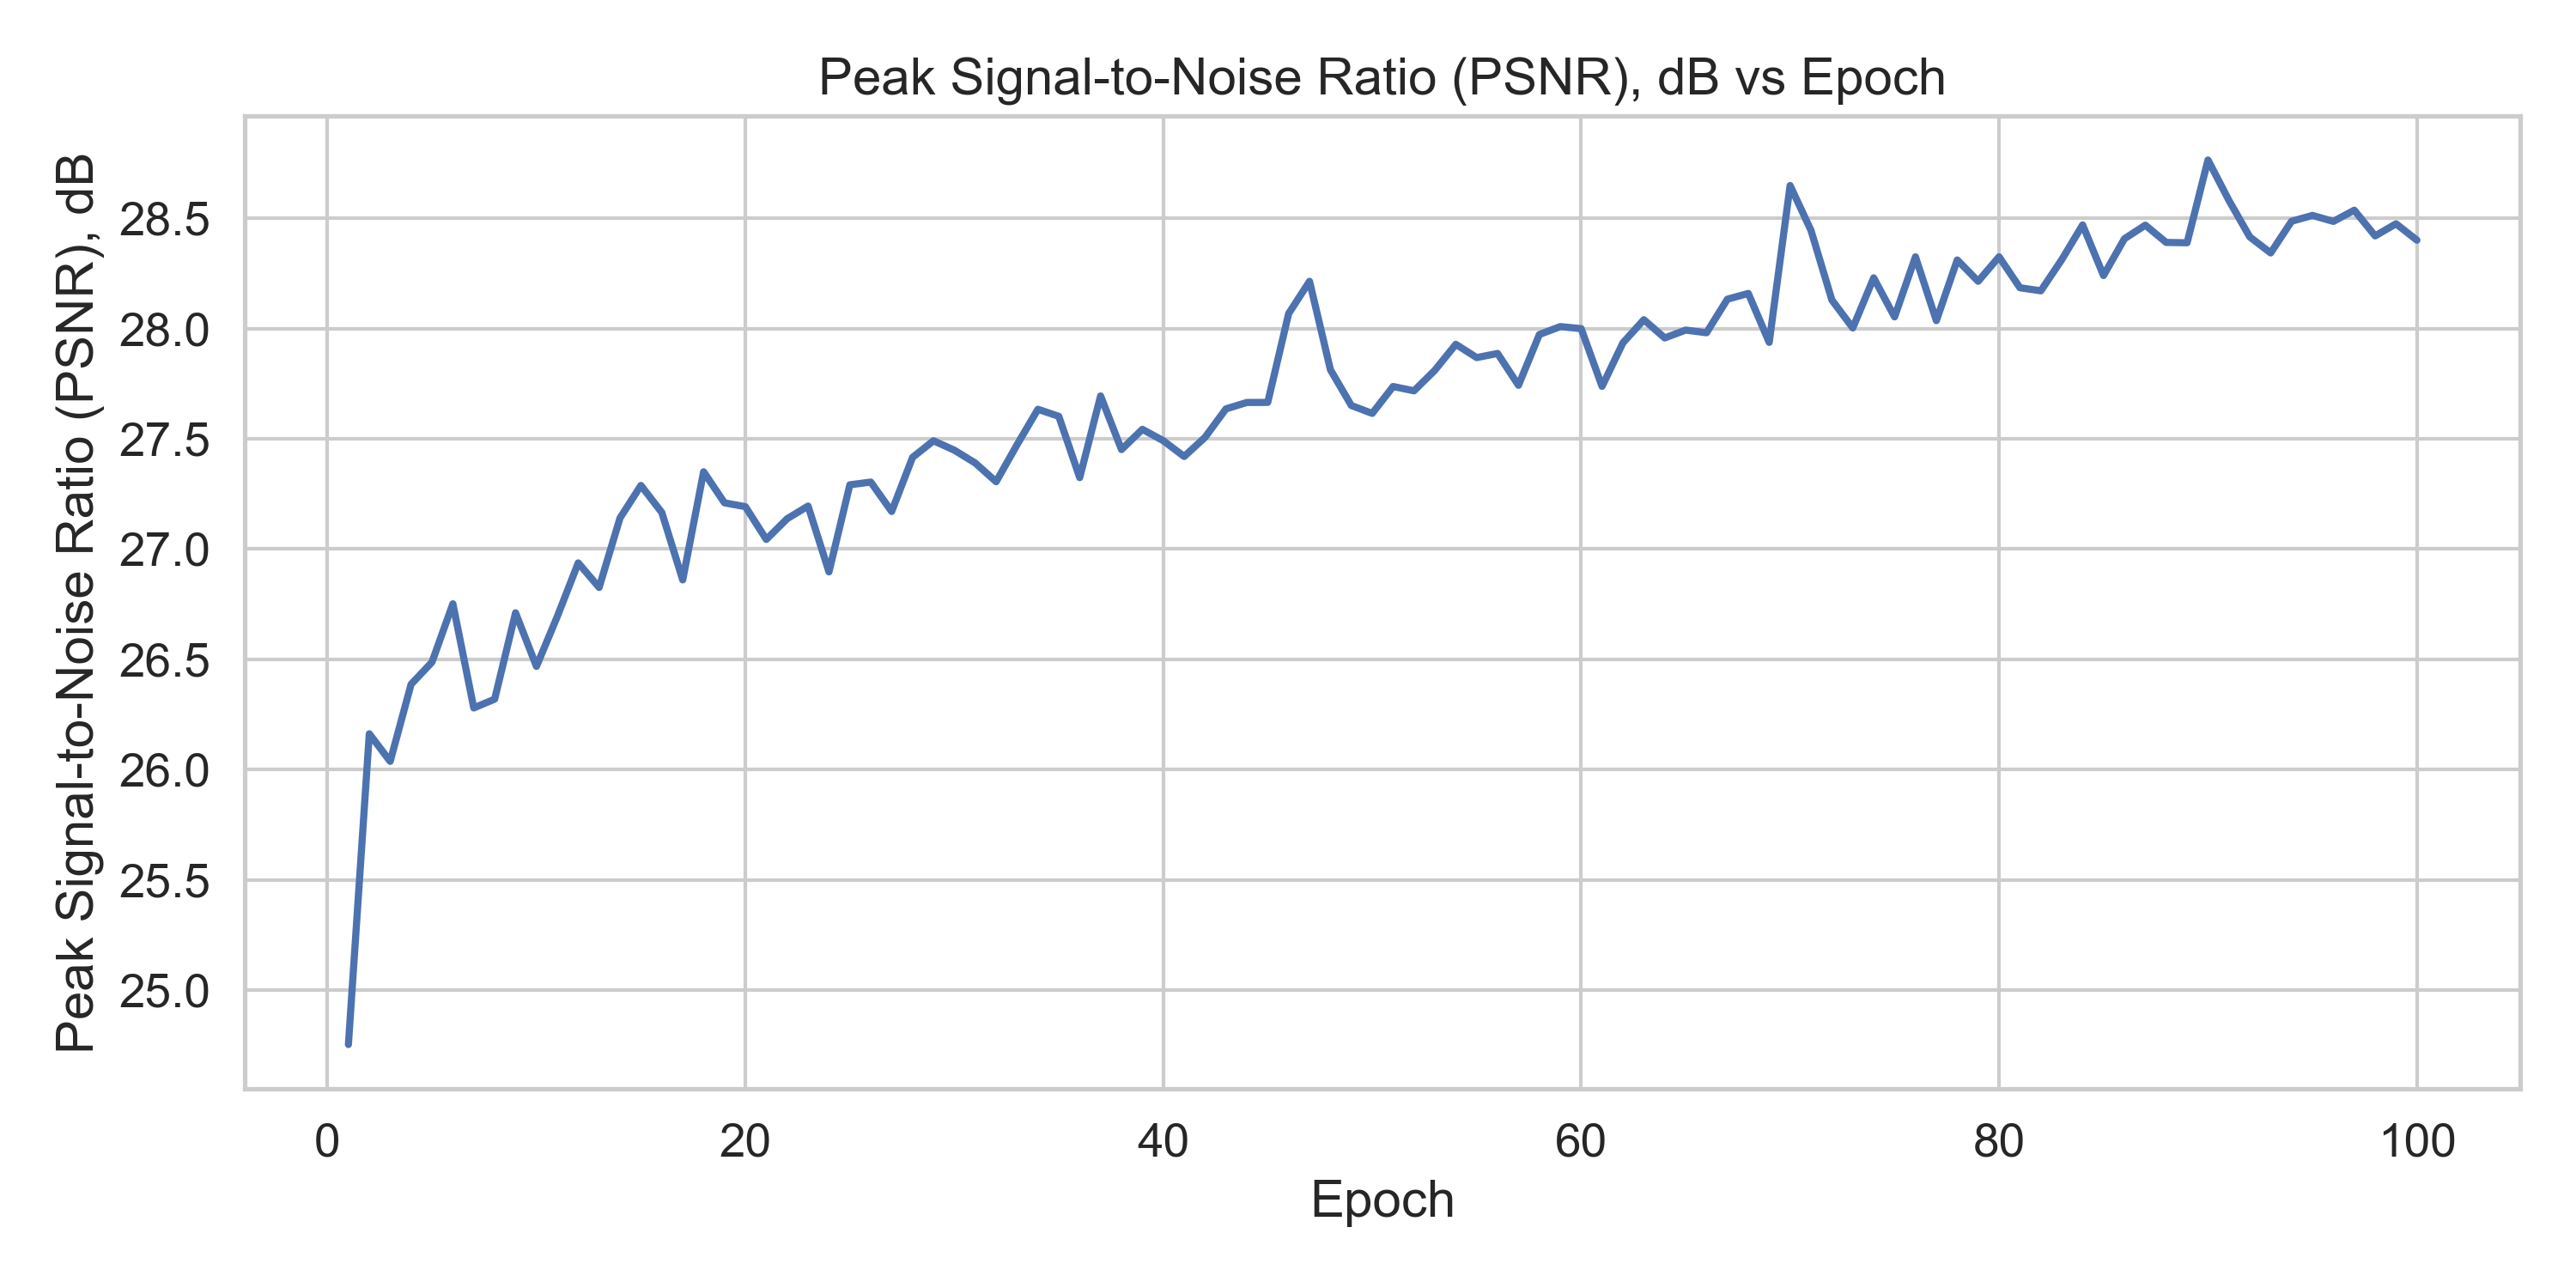 Peak Signal-to-Noise Ratio (PSNR), dB vs Epoch
Peak Signal-to-Noise Ratio (PSNR), dB
28.5
28.0
27.5
27.0
26.5
26.0
25.5
25.0
0 20 40 60 80 100
Epoch